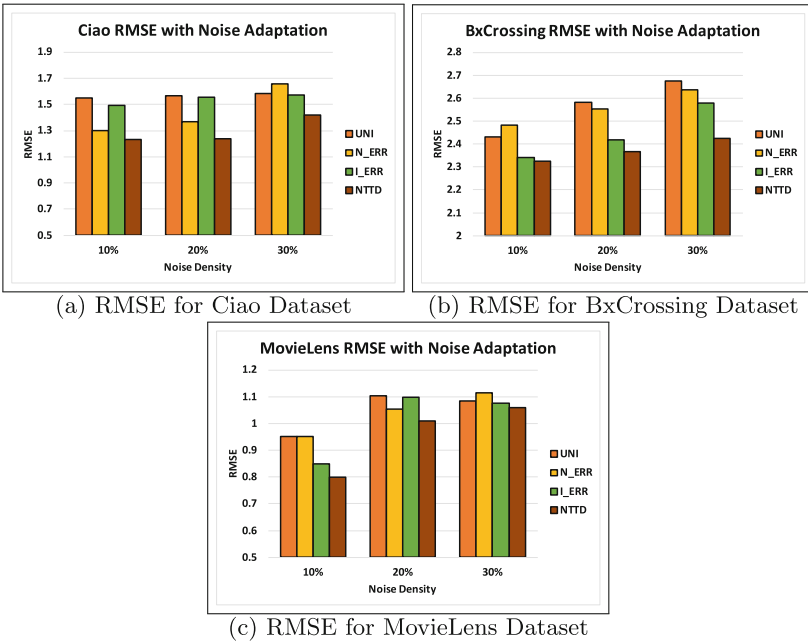 Ciao RMSE with Noise Adaptation
1.9
1.7
1.5
1.3
1.1
0.9
0.7
0.5
RMSE
10%
20%
30%
Noise Density
UNI
N_ERR
I_ERR
NTTD
(a) RMSE for Ciao Dataset
BxCrossing RMSE with Noise Adaptation
2.8
2.7
2.6
2.5
2.4
2.3
2.2
2.1
2
RMSE
10%
20%
30%
Noise Density
UNI
N_ERR
I_ERR
NTTD
(b) RMSE for BxCrossing Dataset
MovieLens RMSE with Noise Adaptation
1.2
1.1
1
0.9
0.8
0.7
0.6
0.5
RMSE
10%
20%
30%
Noise Density
UNI
N_ERR
I_ERR
NTTD
(c) RMSE for MovieLens Dataset